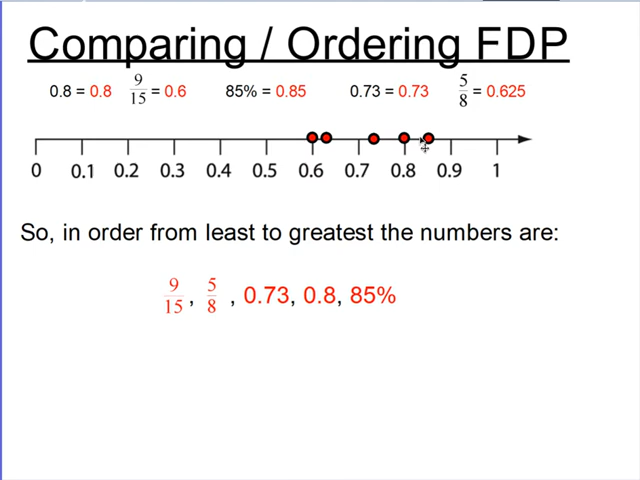 Comparing / Ordering FDP
0.8 = 0.8 9/15 = 0.6 85% = 0.85 0.73 = 0.73 5/8 = 0.625
0 0.1 0.2 0.3 0.4 0.5 0.6 0.7 0.8 0.9 1
So, in order from least to greatest the numbers are:
9/15 , 5/8 , 0.73, 0.8, 85%